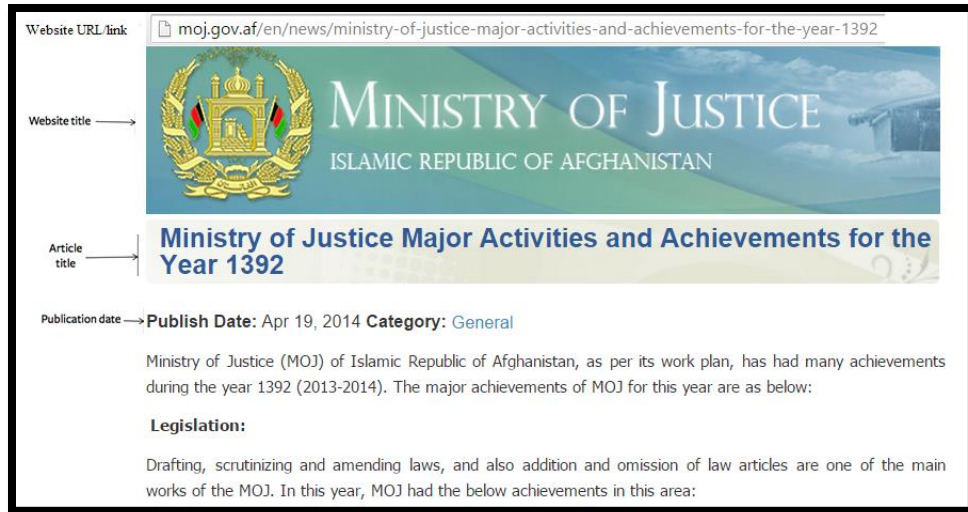 Website URL/link
moj.gov.af/en/news/ministry-of-justice-major-activities-and-achievements-for-the-year-1392
Website title
MINISTRY OF JUSTICE
ISLAMIC REPUBLIC OF AFGHANISTAN
Article
title
Ministry of Justice Major Activities and Achievements for the
Year 1392
Publication date
Publish Date: Apr 19, 2014 Category: General
Ministry of Justice (MOJ) of Islamic Republic of Afghanistan, as per its work plan, has had many achievements
during the year 1392 (2013-2014). The major achievements of MOJ for this year are as below:
Legislation:
Drafting, scrutinizing and amending laws, and also addition and omission of law articles are one of the main
works of the MOJ. In this year, MOJ had the below achievements in this area: